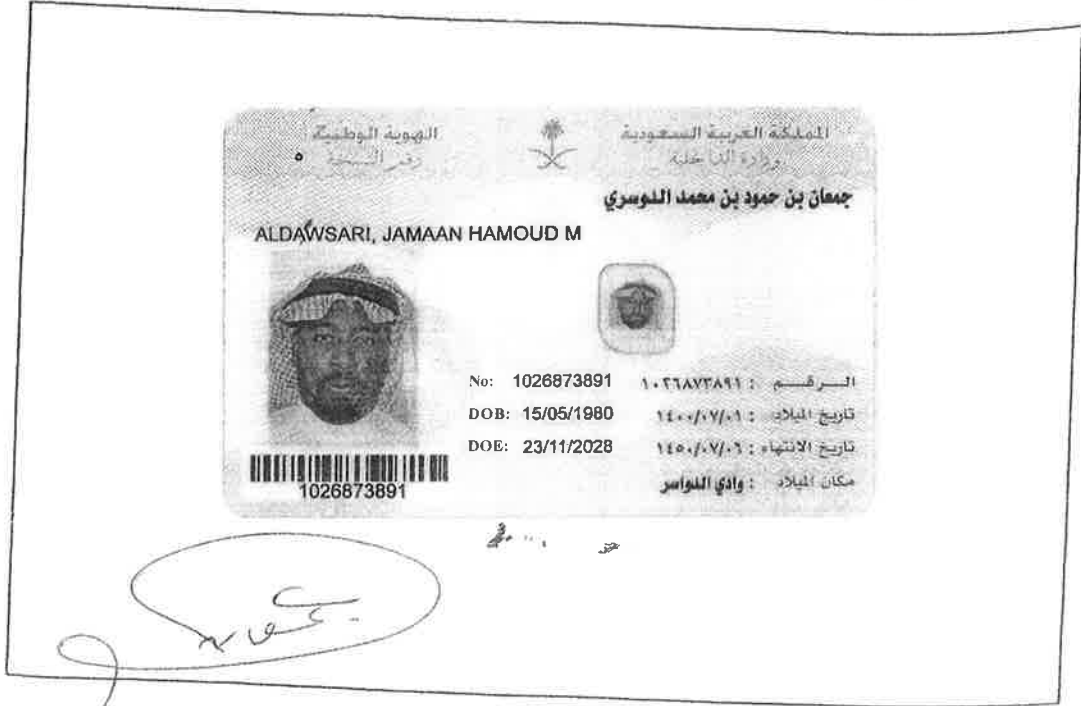 المملكة العربية السعودية
وزارة الداخلية
الهوية الوطنية
رقم النسخة ٥
جمعان بن حمود بن محمد الدوسري
ALDAWSARI, JAMAAN HAMOUD M
No: 1026873891
الـــرقـــم : ١٠٢٦٨٧٣٨٩١
DOB: 15/05/1980
تاريخ الميلاد : ١٤٠٠/٠٧/٠١
DOE: 23/11/2028
تاريخ الانتهاء : ١٤٥٠/٠٧/٠٦
مكان الميلاد : وادي الدواسر
1026873891